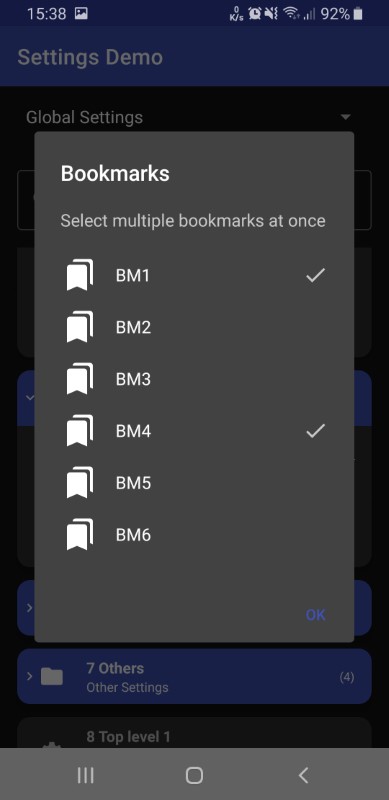 15:38
0 K/s
92%
Settings Demo
Global Settings
Bookmarks
Select multiple bookmarks at once
BM1
BM2
BM3
BM4
BM5
BM6
OK
7 Others
Other Settings
(4)
8 Top level 1